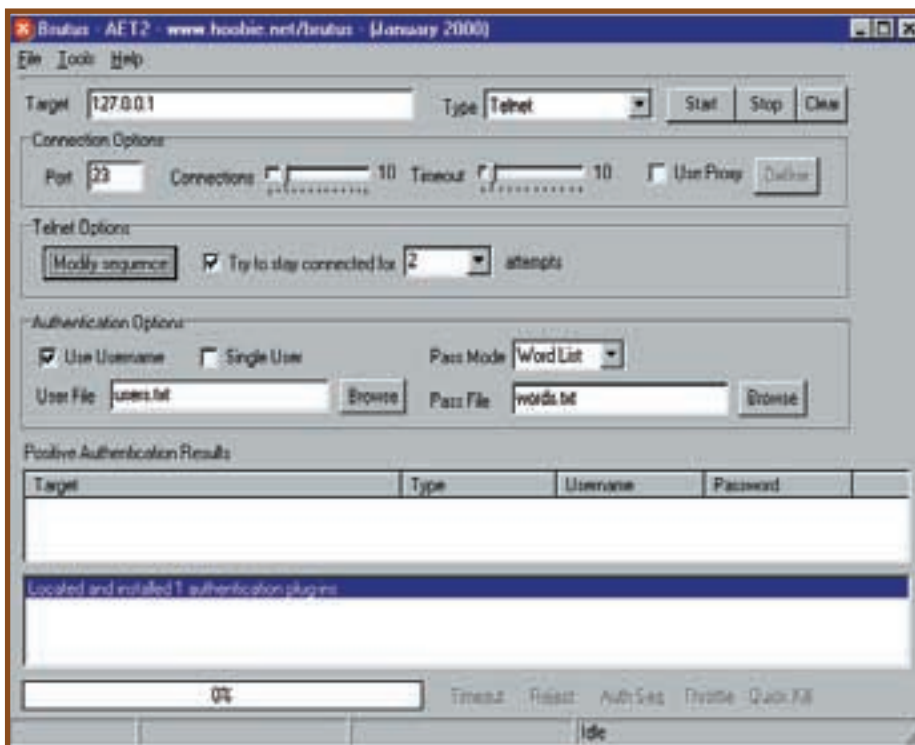 Brutus - AET2 - www.hoobie.net/brutus - (January 2000)
File Tools Help
Target 127.0.0.1 Type Telnet Start Stop Clear
Connection Options
Port 23 Connections 10 Timeout 10 Use Proxy Define
Telnet Options
Modify sequence Try to stay connected for 2 attempts
Authentication Options
Use Username Single User Pass Mode Word List
User File users.txt Browse Pass File words.txt Browse
Positive Authentication Results
Target Type Username Password
Located and installed 1 authentication plug-ins
0% Timeout Reject Auth Seq Throttle Quick Kill
Idle